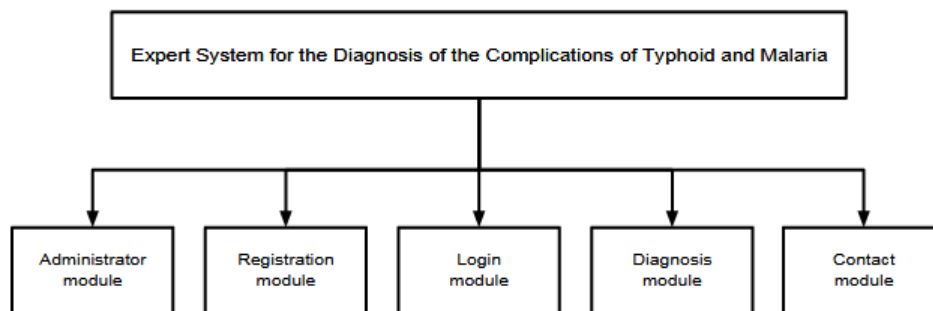 Expert System for the Diagnosis of the Complications of Typhoid and Malaria
Administrator
module
Registration
module
Login
module
Diagnosis
module
Contact
module